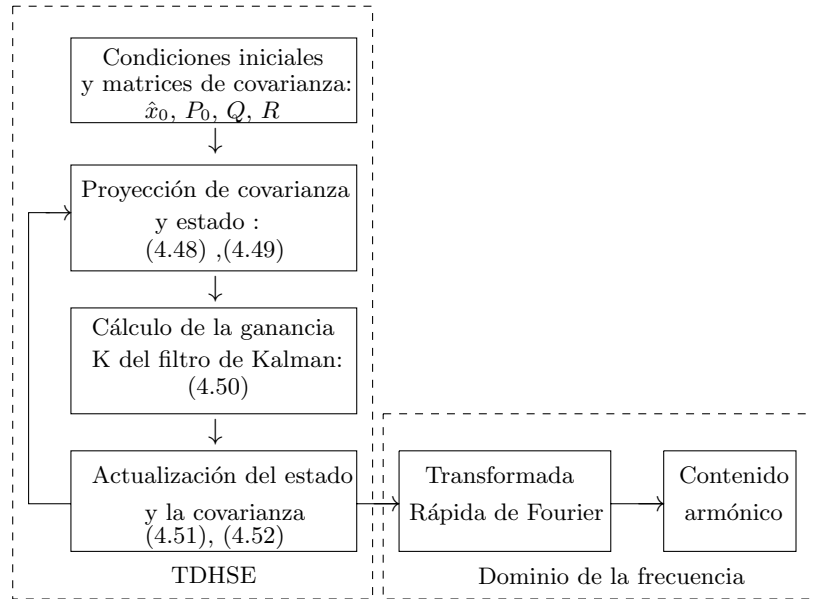 Condiciones iniciales
y matrices de covarianza:
x̂₀, P₀, Q, R
Proyección de covarianza
y estado :
(4.48) ,(4.49)
Cálculo de la ganancia
K del filtro de Kalman:
(4.50)
Actualización del estado
y la covarianza
(4.51), (4.52)
TDHSE
Transformada
Rápida de Fourier
Contenido
armónico
Dominio de la frecuencia